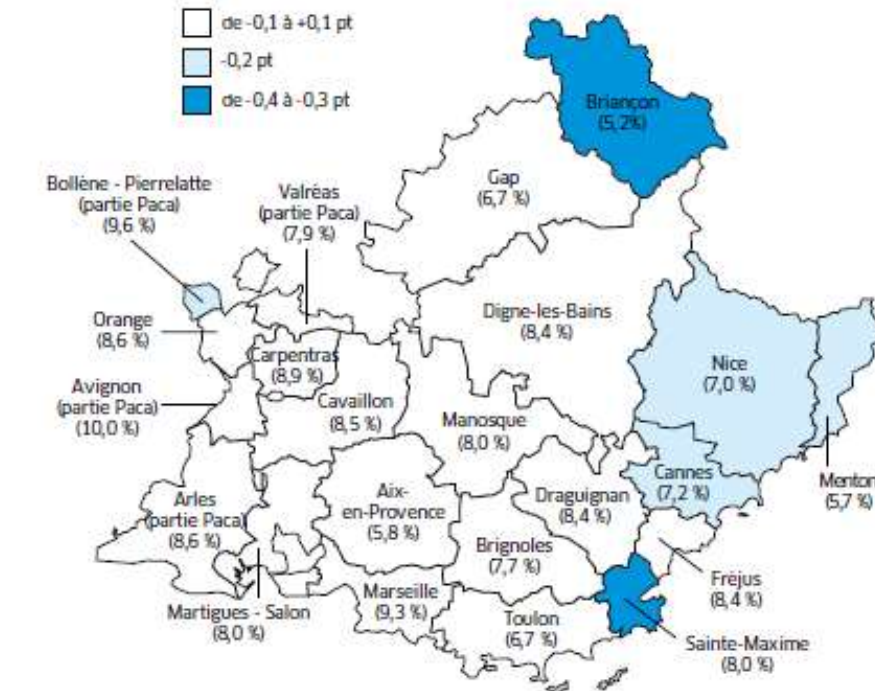 de -0,1 à +0,1 pt
-0,2 pt
de -0,4 à -0,3 pt
Briançon
(5,2%)
Gap
(6,7 %)
Bollène - Pierrelatte
(partie Paca)
(9,6 %)
Valréas
(partie Paca)
(7,9 %)
Orange
(8,6 %)
Carpentras
(8,9 %)
Digne-les-Bains
(8,4 %)
Nice
(7,0 %)
Avignon
(partie Paca)
(10,0 %)
Cavaillon
(8,5 %)
Manosque
(8,0 %)
Cannes
(7,2 %)
Menton
(5,7 %)
Arles
(partie Paca)
(8,6 %)
Aix-
en-Provence
(5,8 %)
Draguignan
(8,4 %)
Brignoles
(7,7 %)
Fréjus
(8,4 %)
Martigues - Salon
(8,0 %)
Marseille
(9,3 %)
Toulon
(6,7 %)
Sainte-Maxime
(8,0 %)